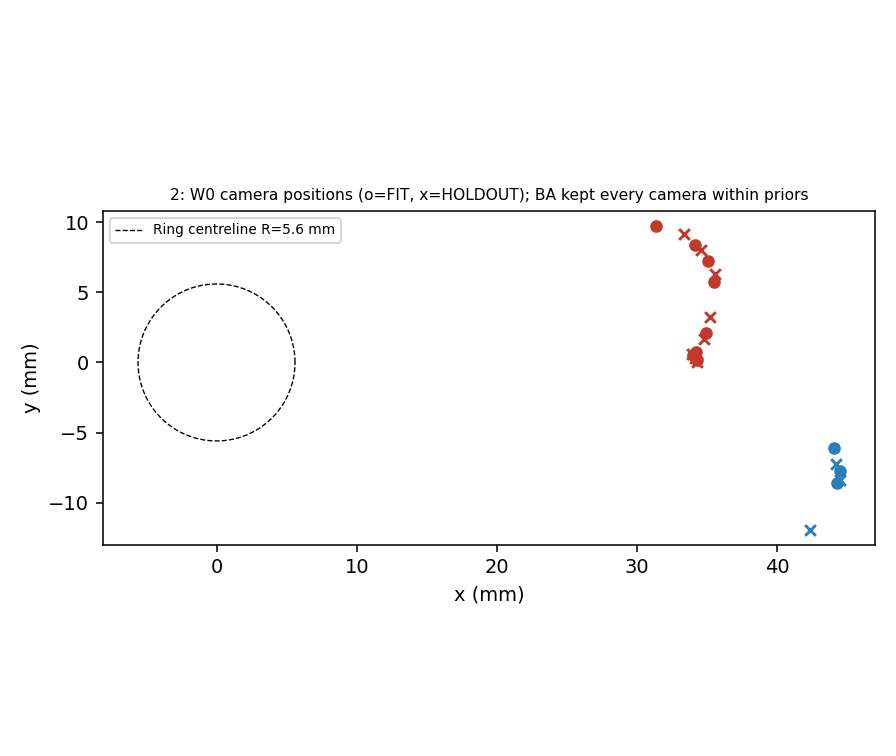 2: W0 camera positions (o=FIT, x=HOLDOUT); BA kept every camera within priors
Ring centreline R=5.6 mm
10
5
0
−5
−10
y (mm)
0
10
20
30
40
x (mm)